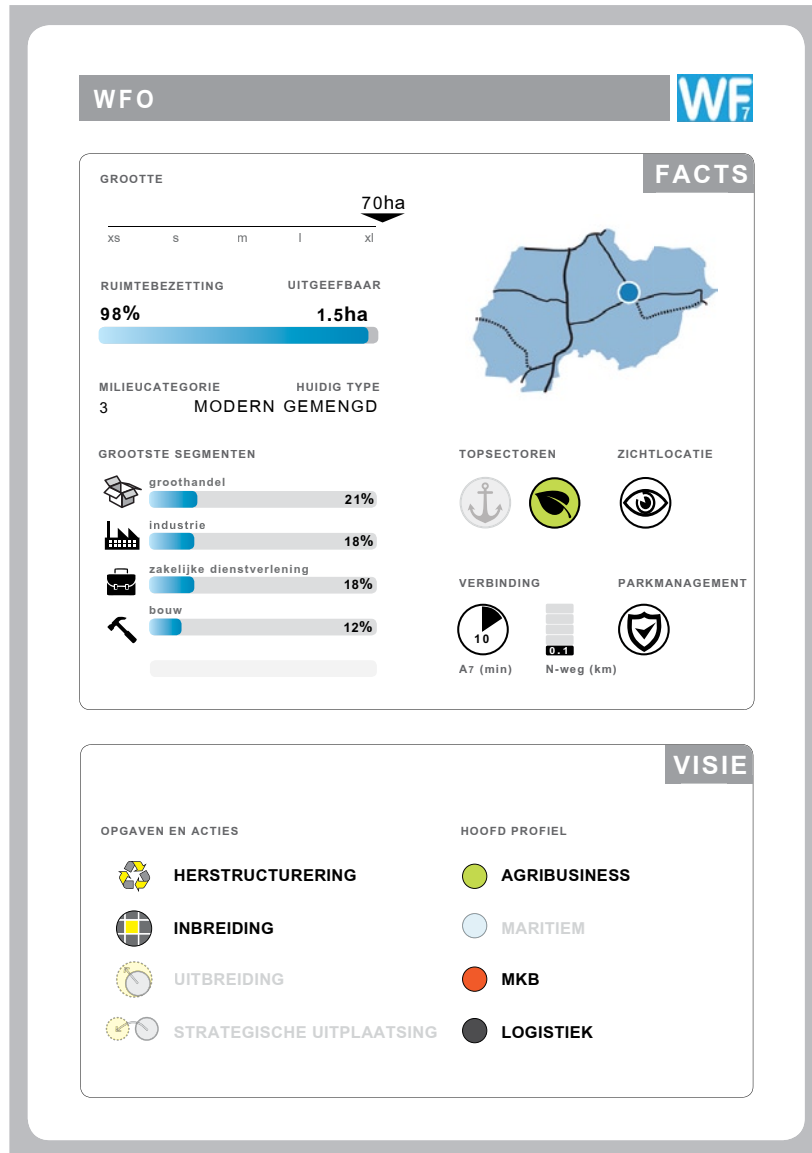 WFO
WF7
FACTS
GROOTTE
70ha
xs s m l xl
RUIMTEBEZETTING UITGEEFBAAR
98% 1.5ha
MILIEUCATEGORIE HUIDIG TYPE
3 MODERN GEMENGD
GROOTSTE SEGMENTEN
groothandel
21%
industrie
18%
zakelijke dienstverlening
18%
bouw
12%
TOPSECTOREN ZICHTLOCATIE
VERBINDING PARKMANAGEMENT
10
0.1
A7 (min) N-weg (km)
VISIE
OPGAVEN EN ACTIES
HERSTRUCTURERING
INBREIDING
UITBREIDING
STRATEGISCHE UITPLAATSING
HOOFD PROFIEL
AGRIBUSINESS
MARITIEM
MKB
LOGISTIEK